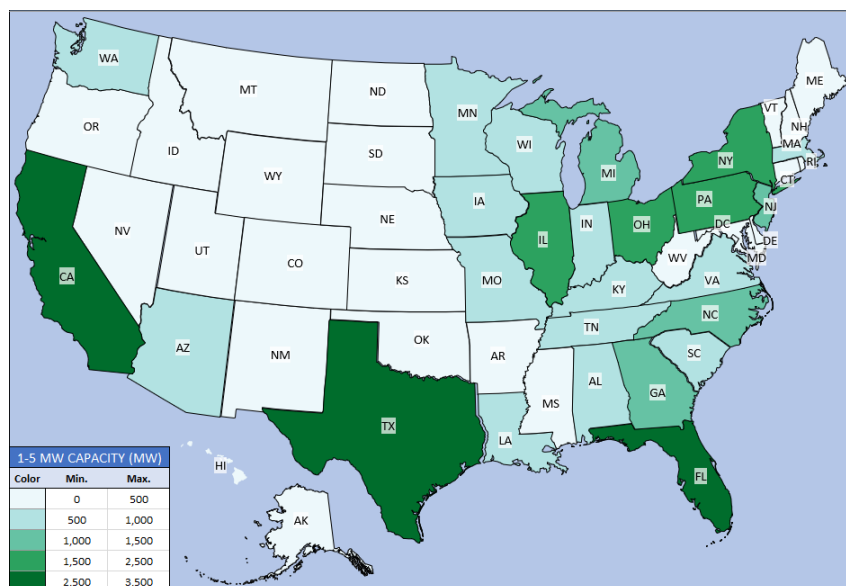 WA
MT
ND
ME
OR
ID
MN
VT
NH
SD
WI
MA
WY
MI
NY
RI
CT
IA
NE
PA
NJ
NV
UT
IL
IN
OH
DC
DE
CO
WV
MD
CA
KS
MO
KY
VA
AZ
NM
OK
TN
NC
AR
SC
MS
AL
GA
TX
LA
HI
FL
AK
1-5 MW CAPACITY (MW)
Color Min. Max.
0 500
500 1,000
1,000 1,500
1,500 2,500
2,500 3,500